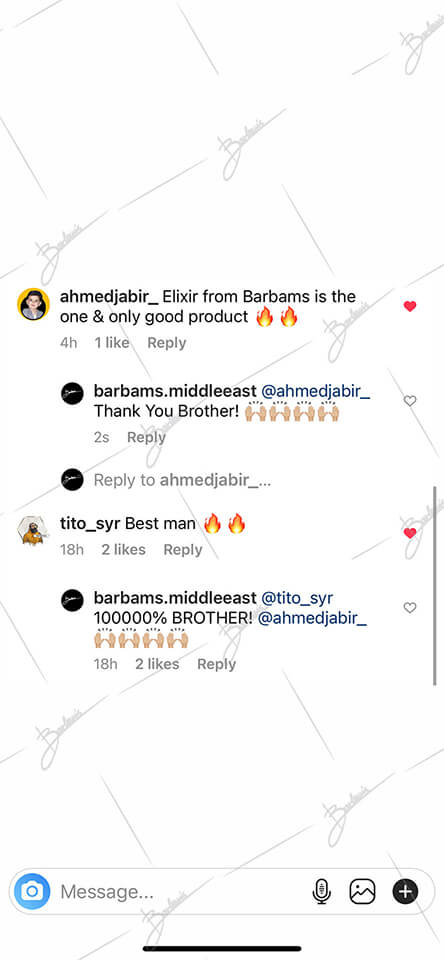 ahmedjabir_ Elixir from Barbams is the
one & only good product 🔥🔥
4h 1 like Reply
barbams.middleeast @ahmedjabir_
Thank You Brother! 🙌🏼🙌🏼🙌🏼🙌🏼
2s Reply
Reply to ahmedjabir_...
tito_syr Best man 🔥🔥
18h 2 likes Reply
barbams.middleeast @tito_syr
100000% BROTHER! @ahmedjabir_
🙌🏼🙌🏼🙌🏼🙌🏼
18h 2 likes Reply
Message...